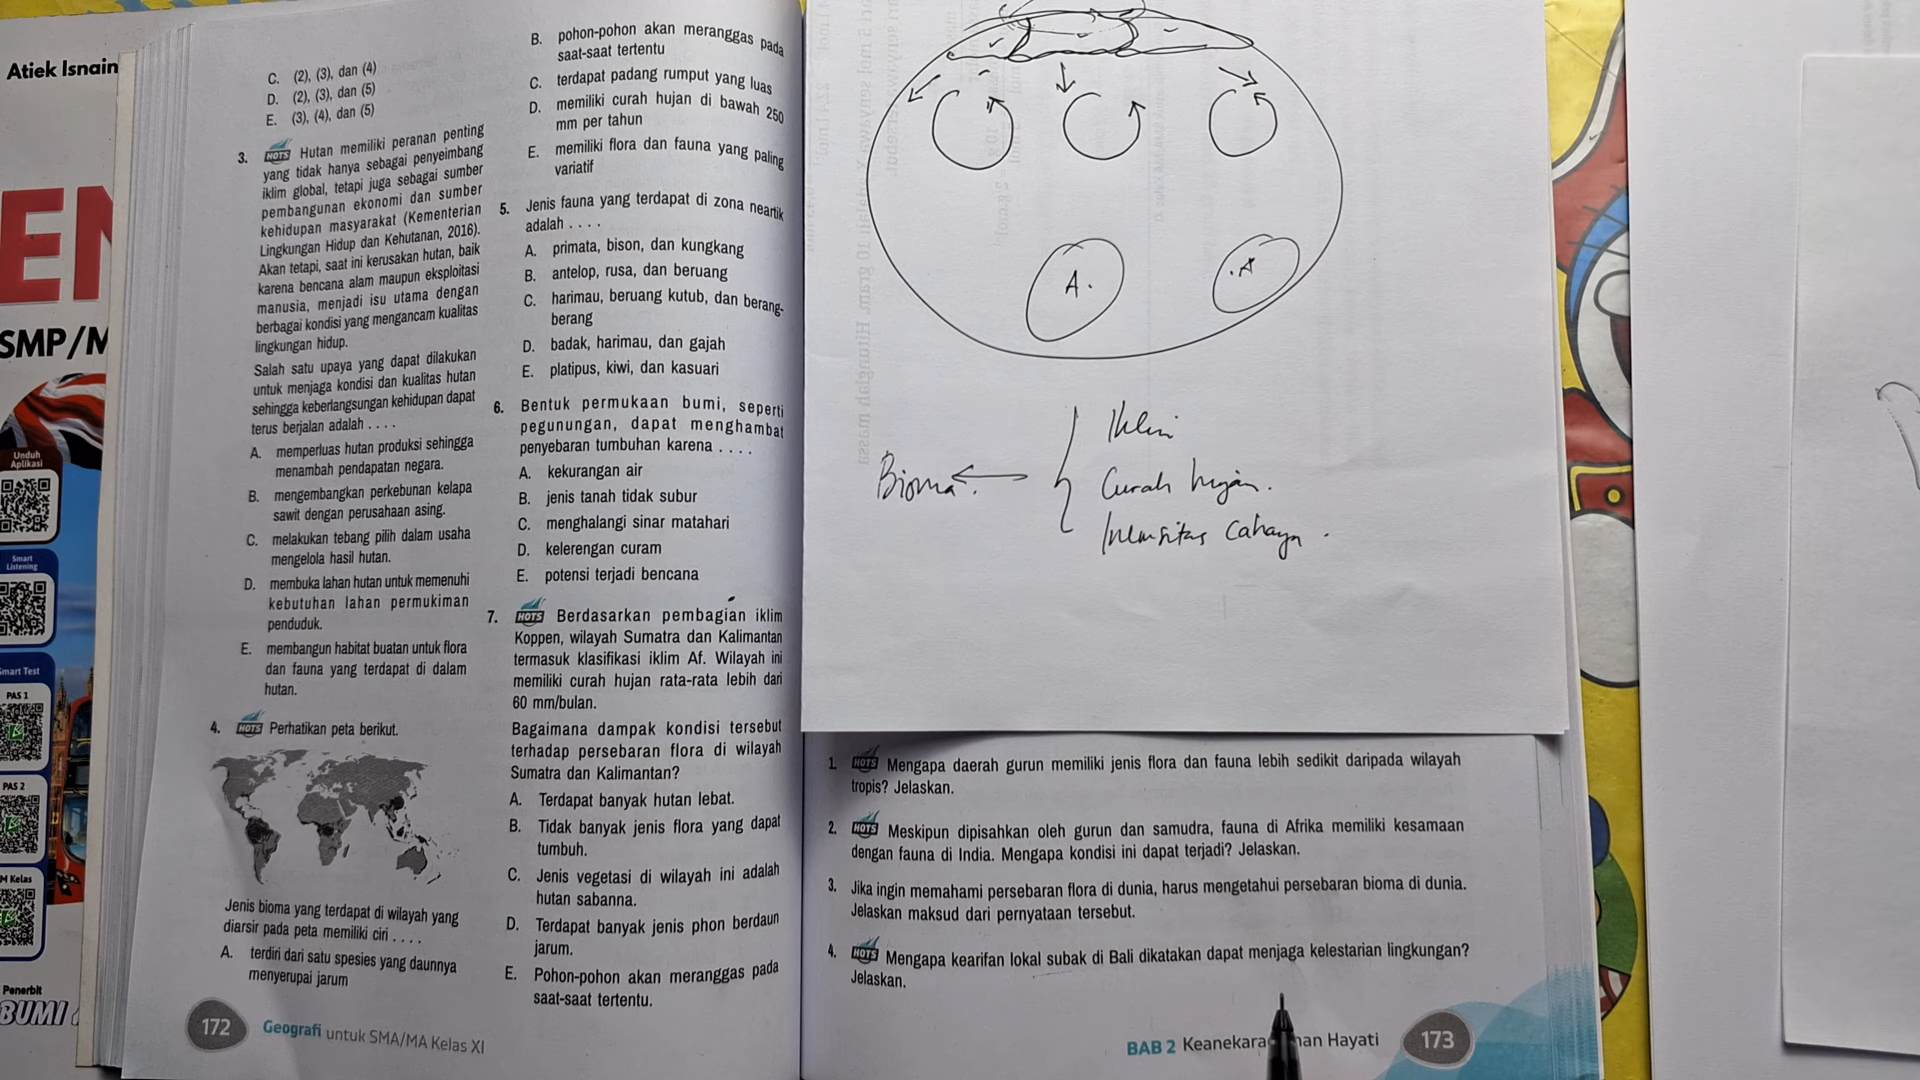 Atiek Isnain
EN
SMP/M
Unduh
Aplikasi
Smart
Listening
Smart Test
PAS 1
PAS 2
M Kelas
Penerbit
BUMI
C. (2), (3), dan (4)
D. (2), (3), dan (5)
E. (3), (4), dan (5)
3. HOTS Hutan memiliki peranan penting
yang tidak hanya sebagai penyeimbang
iklim global, tetapi juga sebagai sumber
pembangunan ekonomi dan sumber
kehidupan masyarakat (Kementerian
Lingkungan Hidup dan Kehutanan, 2016).
Akan tetapi, saat ini kerusakan hutan, baik
karena bencana alam maupun eksploitasi
manusia, menjadi isu utama dengan
berbagai kondisi yang mengancam kualitas
lingkungan hidup.
Salah satu upaya yang dapat dilakukan
untuk menjaga kondisi dan kualitas hutan
sehingga keberlangsungan kehidupan dapat
terus berjalan adalah . . . .
A. memperluas hutan produksi sehingga
menambah pendapatan negara.
B. mengembangkan perkebunan kelapa
sawit dengan perusahaan asing.
C. melakukan tebang pilih dalam usaha
mengelola hasil hutan.
D. membuka lahan hutan untuk memenuhi
kebutuhan lahan permukiman
penduduk.
E. membangun habitat buatan untuk flora
dan fauna yang terdapat di dalam
hutan.
4. HOTS Perhatikan peta berikut.
Jenis bioma yang terdapat di wilayah yang
diarsir pada peta memiliki ciri . . . .
A. terdiri dari satu spesies yang daunnya
menyerupai jarum
172 Geografi untuk SMA/MA Kelas XI
B. pohon-pohon akan meranggas pada
saat-saat tertentu
C. terdapat padang rumput yang luas
D. memiliki curah hujan di bawah 250
mm per tahun
E. memiliki flora dan fauna yang paling
variatif
5. Jenis fauna yang terdapat di zona neartik
adalah . . . .
A. primata, bison, dan kungkang
B. antelop, rusa, dan beruang
C. harimau, beruang kutub, dan berang-
berang
D. badak, harimau, dan gajah
E. platipus, kiwi, dan kasuari
6. Bentuk permukaan bumi, seperti
pegunungan, dapat menghambat
penyebaran tumbuhan karena . . . .
A. kekurangan air
B. jenis tanah tidak subur
C. menghalangi sinar matahari
D. kelerengan curam
E. potensi terjadi bencana
7. HOTS Berdasarkan pembagian iklim
Koppen, wilayah Sumatra dan Kalimantan
termasuk klasifikasi iklim Af. Wilayah ini
memiliki curah hujan rata-rata lebih dari
60 mm/bulan.
Bagaimana dampak kondisi tersebut
terhadap persebaran flora di wilayah
Sumatra dan Kalimantan?
A. Terdapat banyak hutan lebat.
B. Tidak banyak jenis flora yang dapat
tumbuh.
C. Jenis vegetasi di wilayah ini adalah
hutan sabanna.
D. Terdapat banyak jenis phon berdaun
jarum.
E. Pohon-pohon akan meranggas pada
saat-saat tertentu.
A.
.A
Bioma.
Iklim
Curah hujan.
Intensitas Cahaya.
1. HOTS Mengapa daerah gurun memiliki jenis flora dan fauna lebih sedikit daripada wilayah
tropis? Jelaskan.
2. HOTS Meskipun dipisahkan oleh gurun dan samudra, fauna di Afrika memiliki kesamaan
dengan fauna di India. Mengapa kondisi ini dapat terjadi? Jelaskan.
3. Jika ingin memahami persebaran flora di dunia, harus mengetahui persebaran bioma di dunia.
Jelaskan maksud dari pernyataan tersebut.
4. HOTS Mengapa kearifan lokal subak di Bali dikatakan dapat menjaga kelestarian lingkungan?
Jelaskan.
BAB 2 Keanekara man Hayati 173